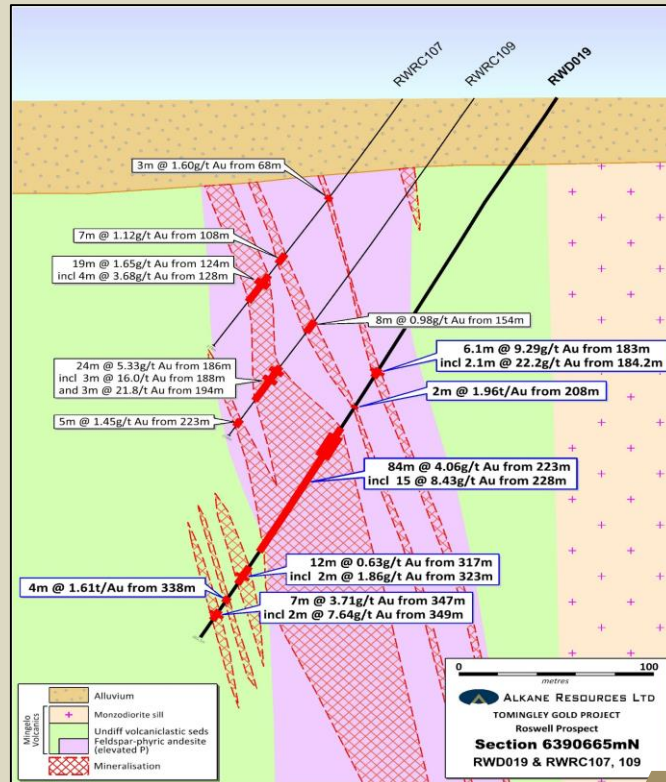 RWRC107
RWRC109
RWD019
3m @ 1.60g/t Au from 68m
7m @ 1.12g/t Au from 108m
19m @ 1.65g/t Au from 124m
incl 4m @ 3.68g/t Au from 128m
8m @ 0.98g/t Au from 154m
24m @ 5.33g/t Au from 186m
incl 3m @ 16.0/t Au from 188m
and 3m @ 21.8/t Au from 194m
5m @ 1.45g/t Au from 223m
6.1m @ 9.29g/t Au from 183m
incl 2.1m @ 22.2g/t Au from 184.2m
2m @ 1.96t/Au from 208m
84m @ 4.06g/t Au from 223m
incl 15 @ 8.43g/t Au from 228m
12m @ 0.63g/t Au from 317m
incl 2m @ 1.86g/t Au from 323m
4m @ 1.61t/Au from 338m
7m @ 3.71g/t Au from 347m
incl 2m @ 7.64g/t Au from 349m
Alluvium
Mingelo
Volcanics
Monzodiorite sill
Undiff volcaniclastic seds
Feldspar-phyric andesite
(elevated P)
Mineralisation
0 100
metres
ALKANE RESOURCES LTD
TOMINGLEY GOLD PROJECT
Roswell Prospect
Section 6390665mN
RWD019 & RWRC107, 109